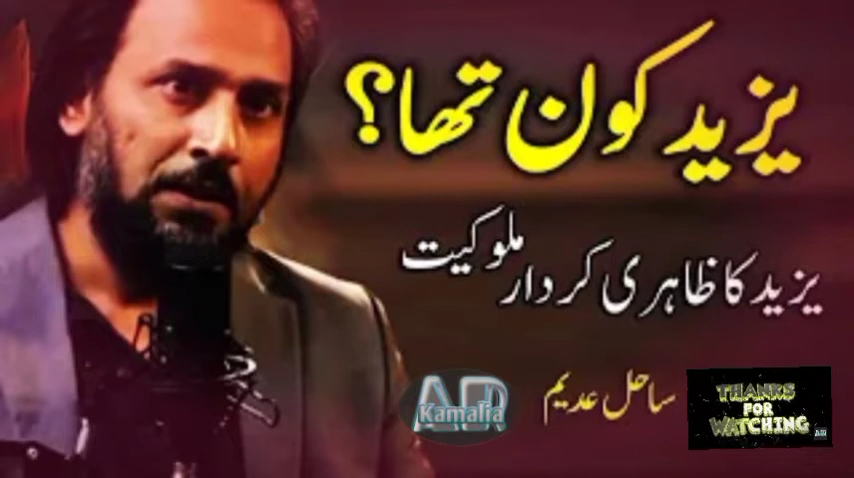 یزید کون تھا؟
یزید کا ظاہری کردار ملوکیت
ساحل عدیم
AR
Kamalia
THANKS
FOR
WATCHING